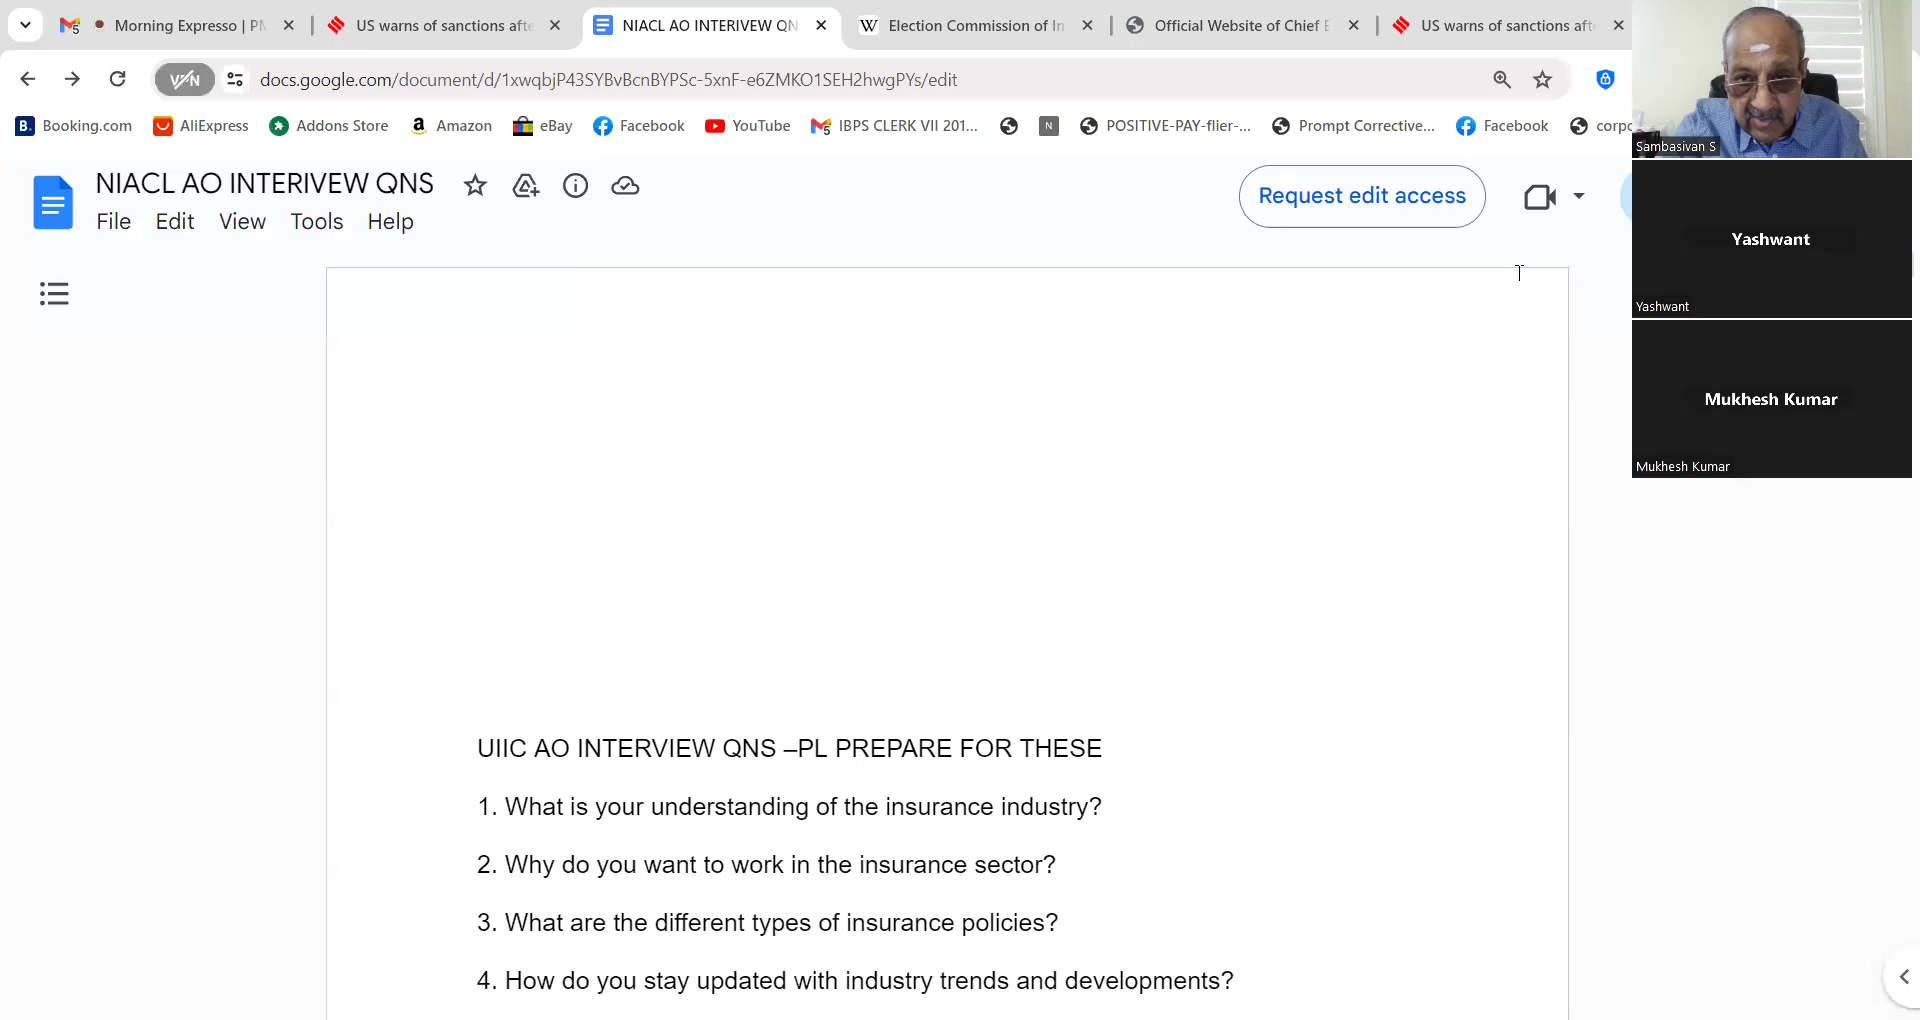 Morning Expresso | PM
US warns of sanctions afte
NIACL AO INTERIVEW QN
W Election Commission of In
Official Website of Chief E
US warns of sanctions afte
VPN
docs.google.com/document/d/1xwqbjP43SYBvBcnBYPSc-5xnF-e6ZMKO1SEH2hwgPYs/edit
B. Booking.com
AliExpress
Addons Store
a Amazon
eBay
Facebook
YouTube
IBPS CLERK VII 201...
N
POSITIVE-PAY-flier-...
Prompt Corrective...
Facebook
corpo
NIACL AO INTERIVEW QNS
File Edit View Tools Help
Request edit access
Sambasivan S
Yashwant
Yashwant
Mukhesh Kumar
Mukhesh Kumar
UIIC AO INTERVIEW QNS –PL PREPARE FOR THESE
1. What is your understanding of the insurance industry?
2. Why do you want to work in the insurance sector?
3. What are the different types of insurance policies?
4. How do you stay updated with industry trends and developments?